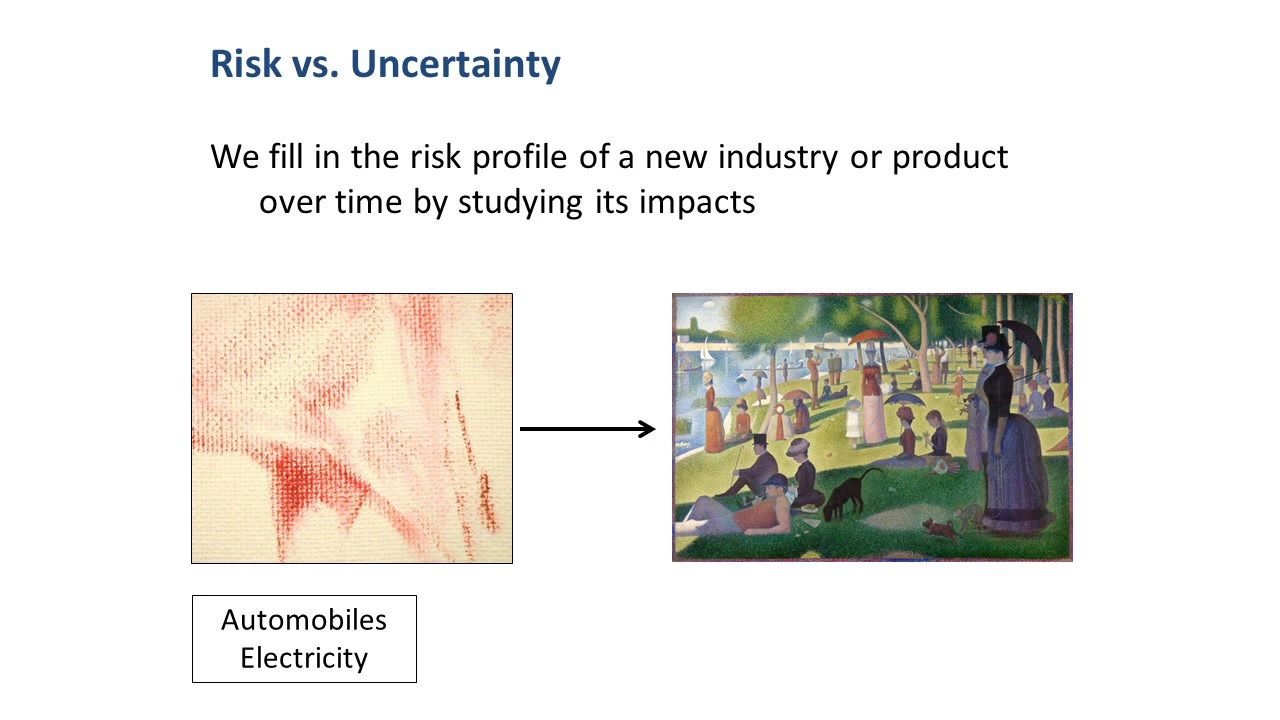 Risk vs. Uncertainty
We fill in the risk profile of a new industry or product
over time by studying its impacts
Automobiles
Electricity